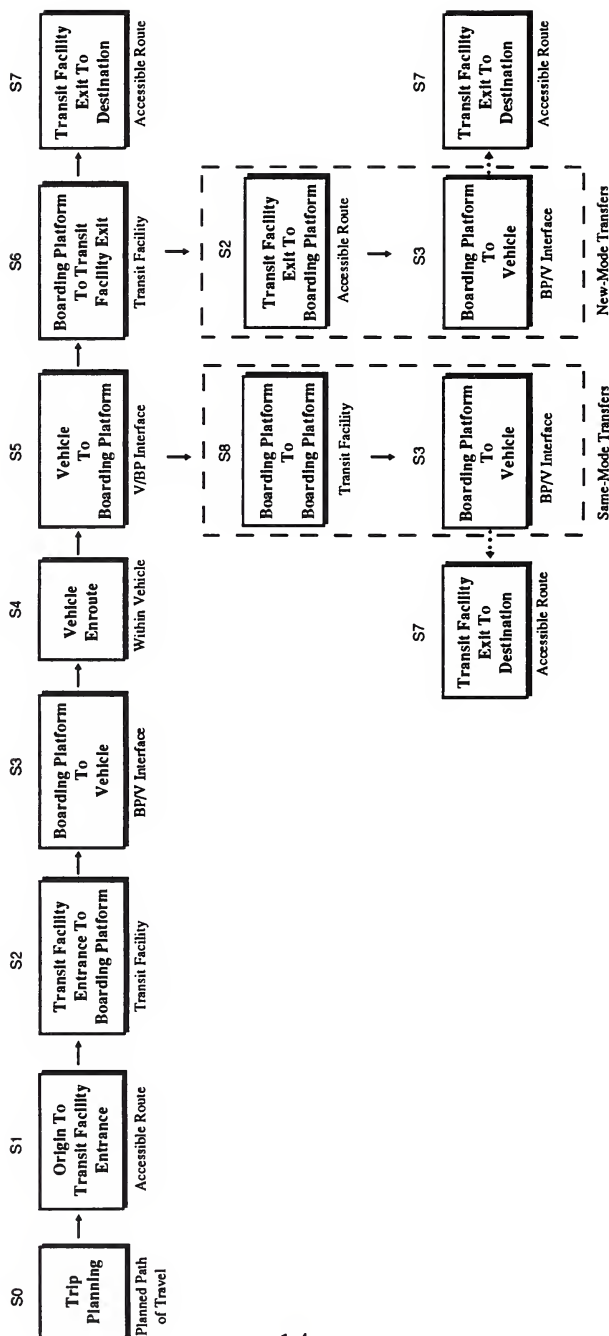 S0
Trip
Planning
Planned Path
of Travel
S1
Origin To
Transit Facility
Entrance
Accessible Route
S2
Transit Facility
Entrance To
Boarding Platform
Transit Facility
S3
Boarding Platform
To
Vehicle
BP/V Interface
S4
Vehicle
Enroute
Within Vehicle
S5
Vehicle
To
Boarding Platform
V/BP Interface
S6
Boarding Platform
To Transit
Facility Exit
Transit Facility
S7
Transit Facility
Exit To
Destination
Accessible Route
S8
Boarding Platform
To
Boarding Platform
Transit Facility
S2
Transit Facility
Exit To
Boarding Platform
Accessible Route
S7
Transit Facility
Exit To
Destination
Accessible Route
S3
Boarding Platform
To
Vehicle
BP/V Interface
Same-Mode Transfers
S3
Boarding Platform
To
Vehicle
BP/V Interface
New-Mode Transfers
S7
Transit Facility
Exit To
Destination
Accessible Route